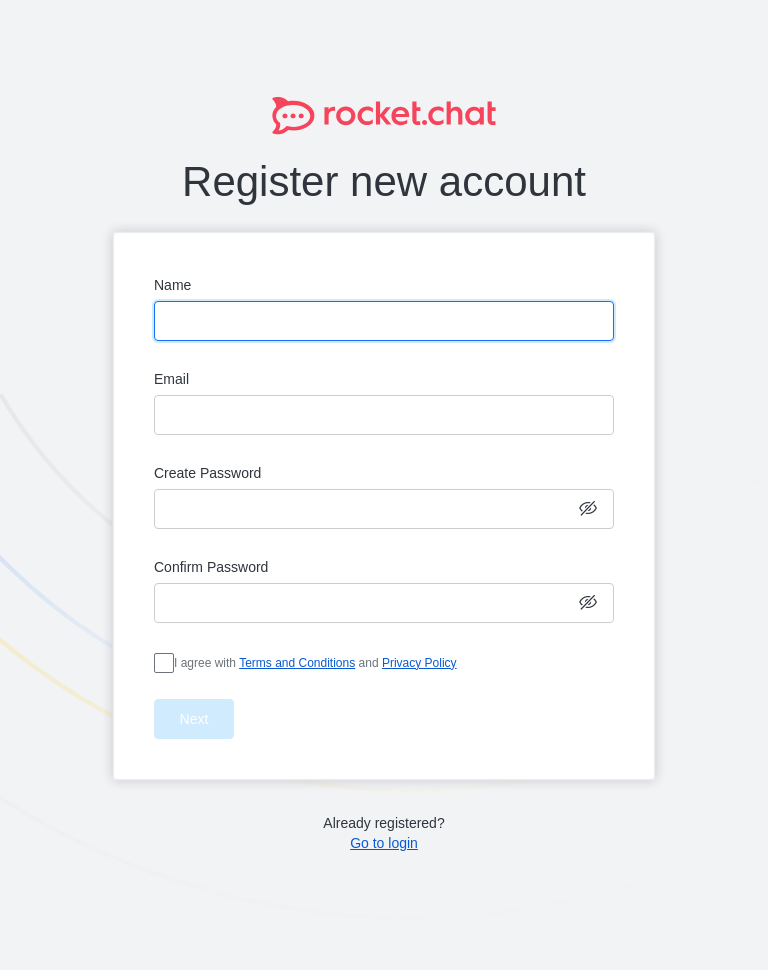 rocket.chat
Register new account
Name
Email
Create Password
Confirm Password
I agree with Terms and Conditions and Privacy Policy
Next
Already registered?
Go to login